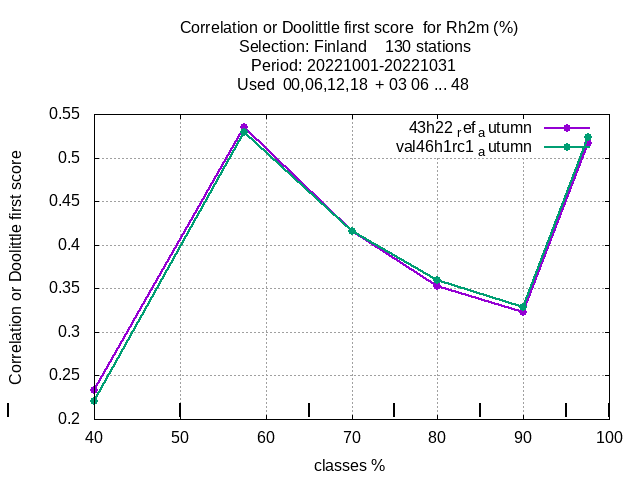 Correlation or Doolittle first score  for Rh2m (%)
Selection: Finland    130 stations
Period: 20221001-20221031
Used  00,06,12,18  + 03 06 ... 48
43h22 ref autumn
val46h1rc1 autumn
Correlation or Doolittle first score
0.55
0.5
0.45
0.4
0.35
0.3
0.25
0.2
40 50 60 70 80 90 100
classes %